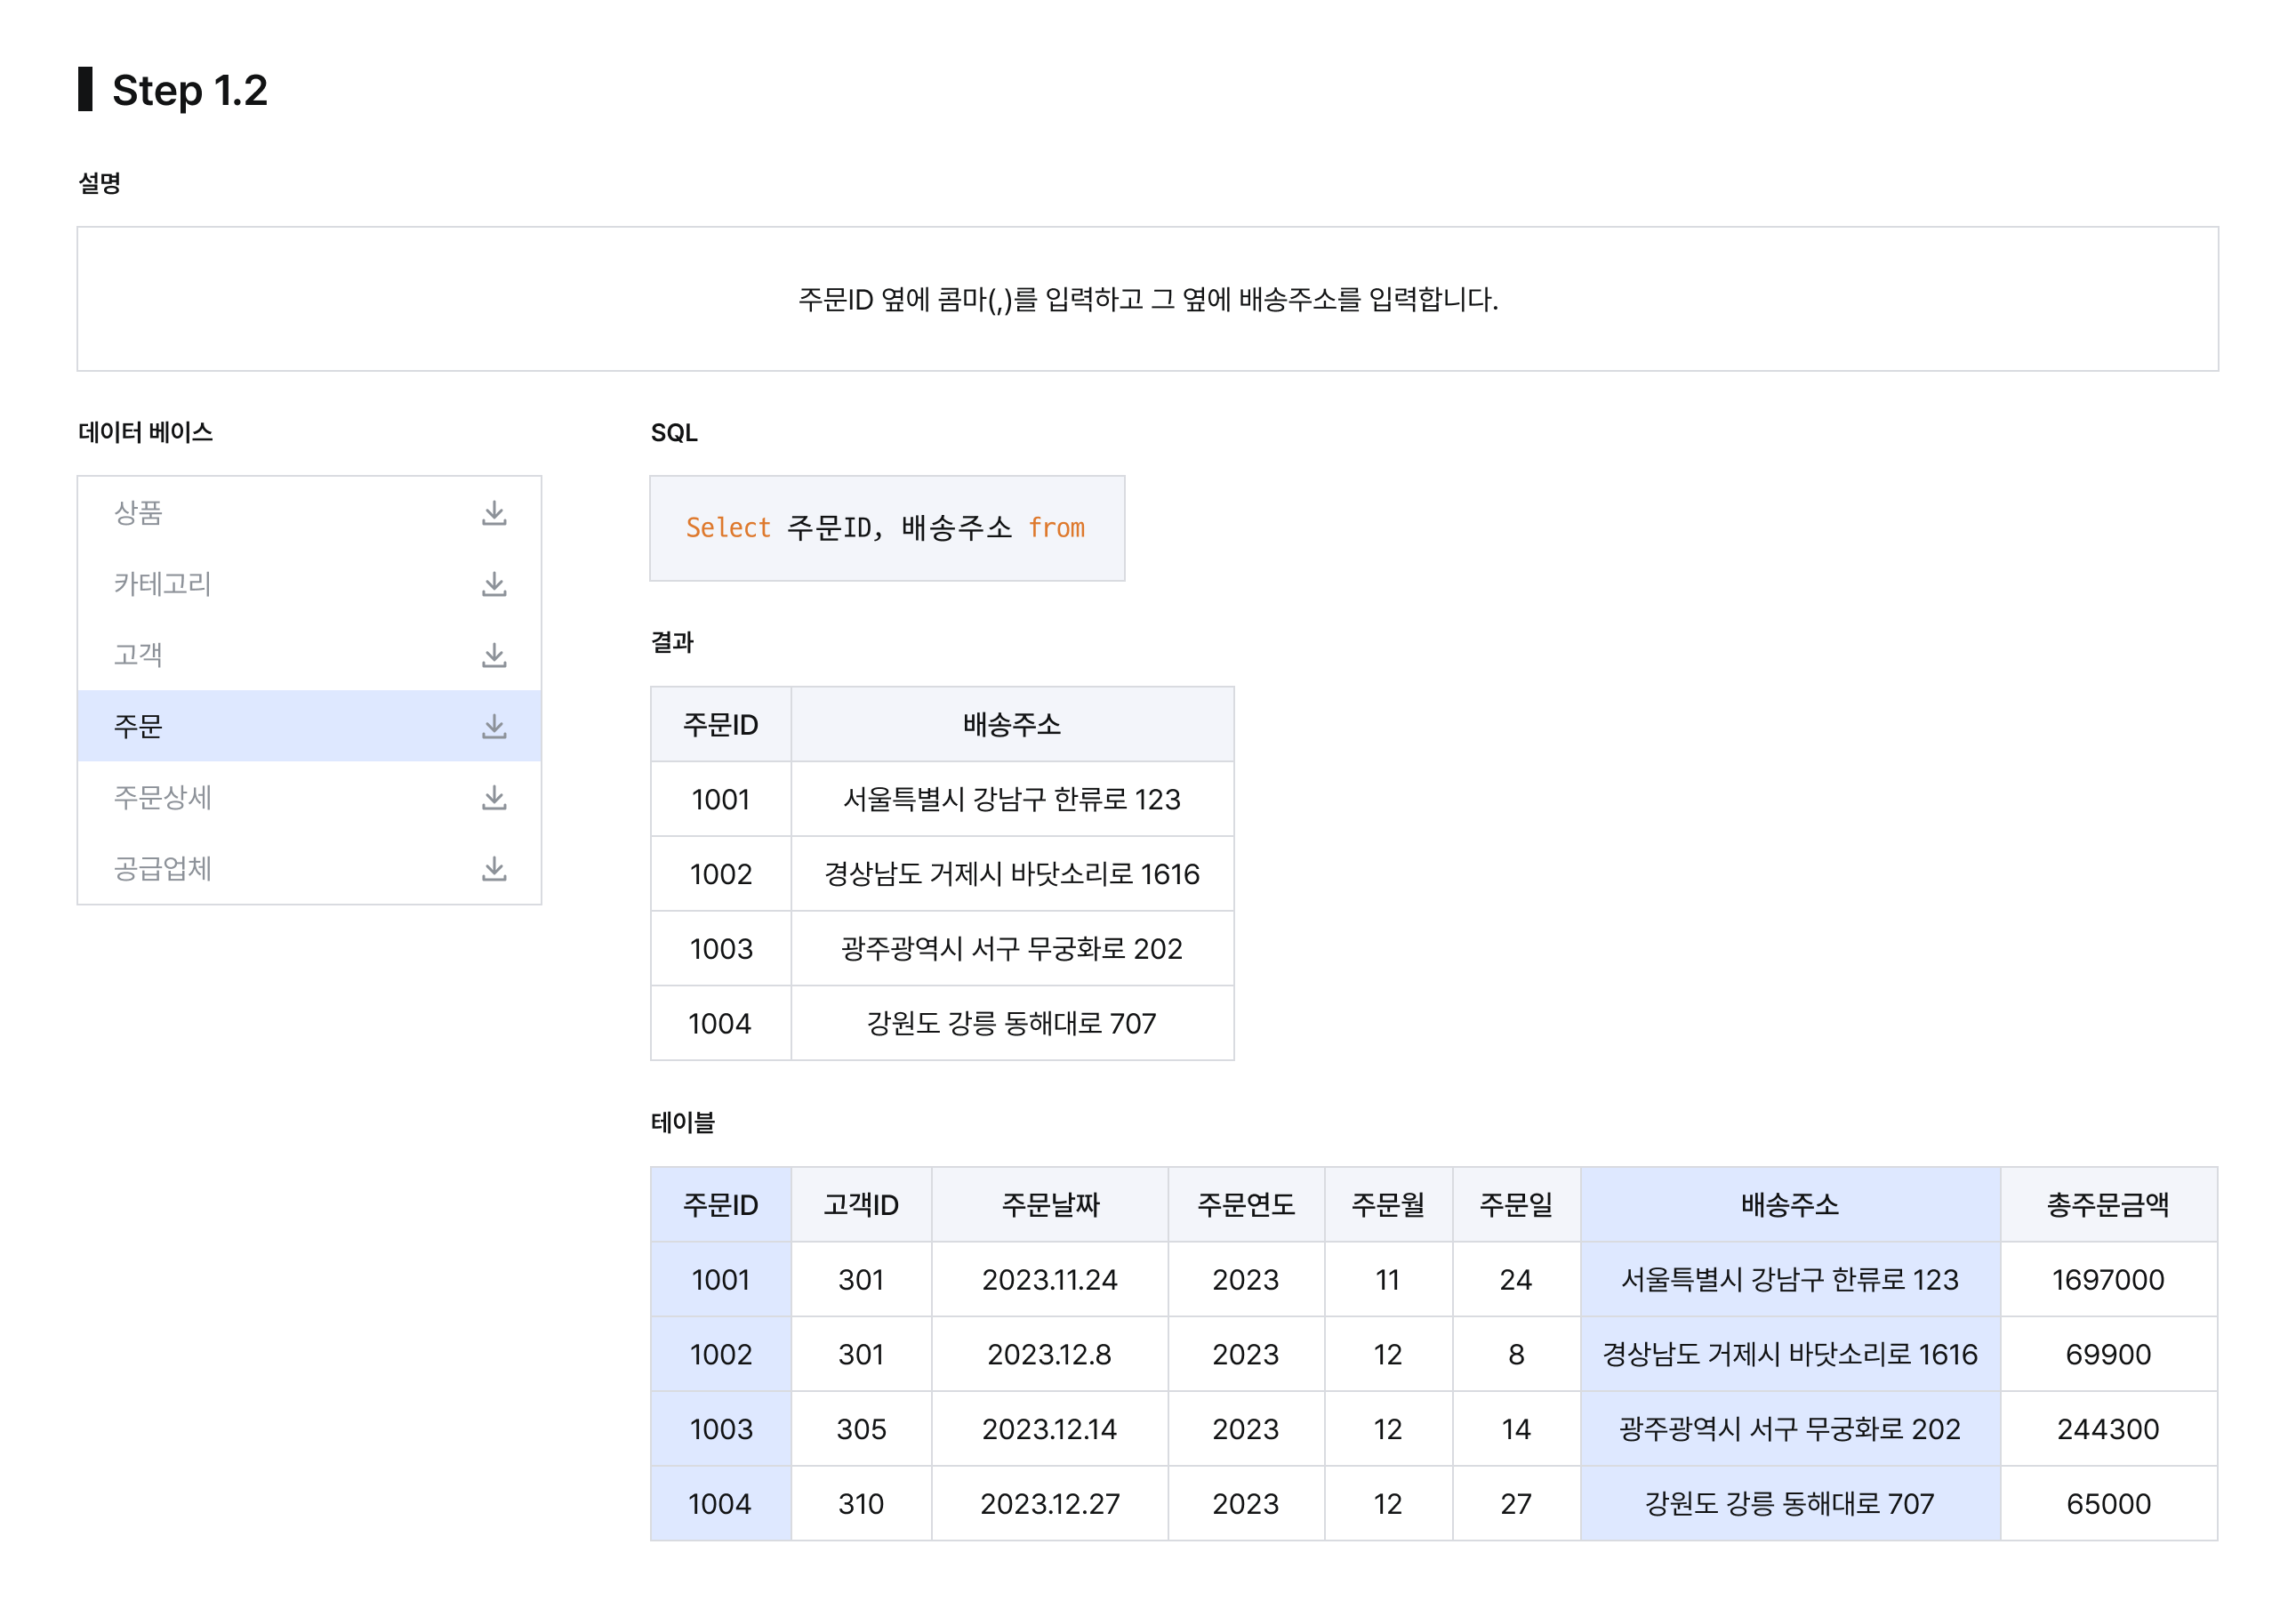 Step 1.2
설명
주문ID 옆에 콤마(,)를 입력하고 그 옆에 배송주소를 입력합니다.
데이터 베이스
상품
카테고리
고객
주문
주문상세
공급업체
SQL
Select 주문ID, 배송주소 from
결과
주문ID 배송주소
1001 서울특별시 강남구 한류로 123
1002 경상남도 거제시 바닷소리로 1616
1003 광주광역시 서구 무궁화로 202
1004 강원도 강릉 동해대로 707
테이블
주문ID 고객ID 주문날짜 주문연도 주문월 주문일 배송주소 총주문금액
1001 301 2023.11.24 2023 11 24 서울특별시 강남구 한류로 123 1697000
1002 301 2023.12.8 2023 12 8 경상남도 거제시 바닷소리로 1616 69900
1003 305 2023.12.14 2023 12 14 광주광역시 서구 무궁화로 202 244300
1004 310 2023.12.27 2023 12 27 강원도 강릉 동해대로 707 65000